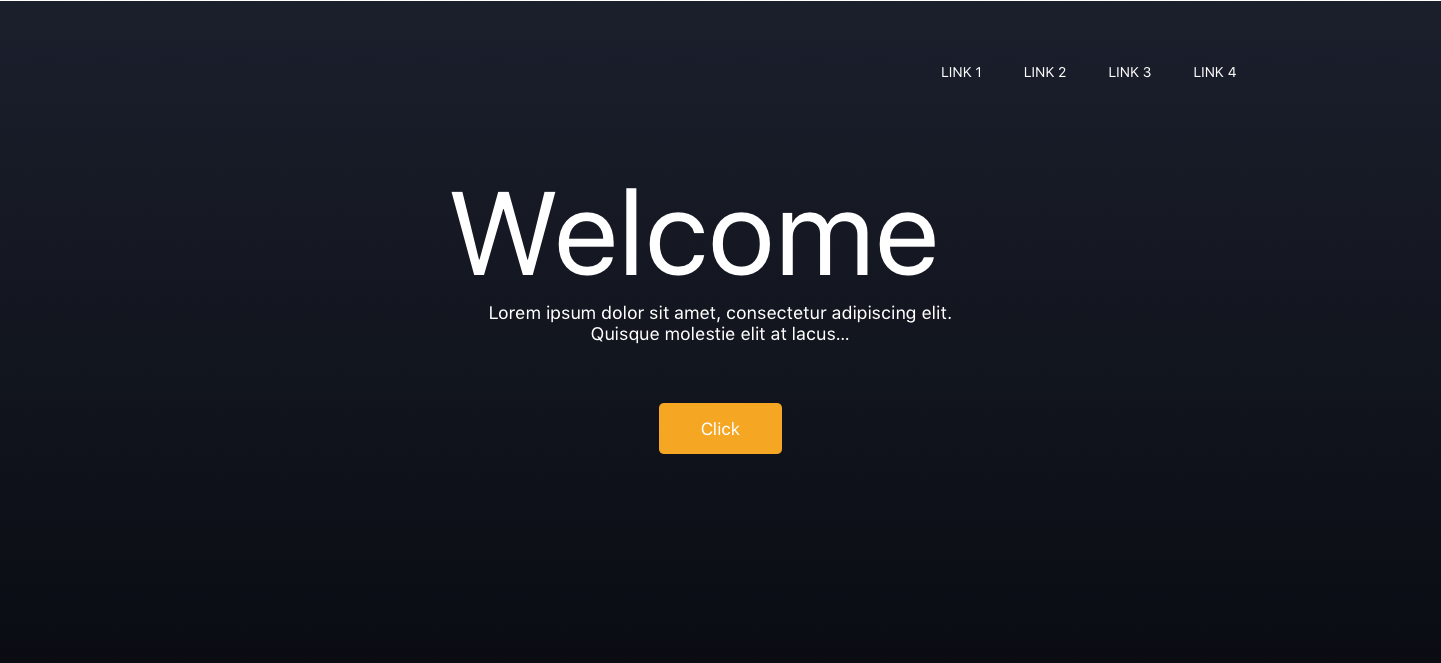 LINK 1 LINK 2 LINK 3 LINK 4
Welcome
Lorem ipsum dolor sit amet, consectetur adipiscing elit.
Quisque molestie elit at lacus...
Click